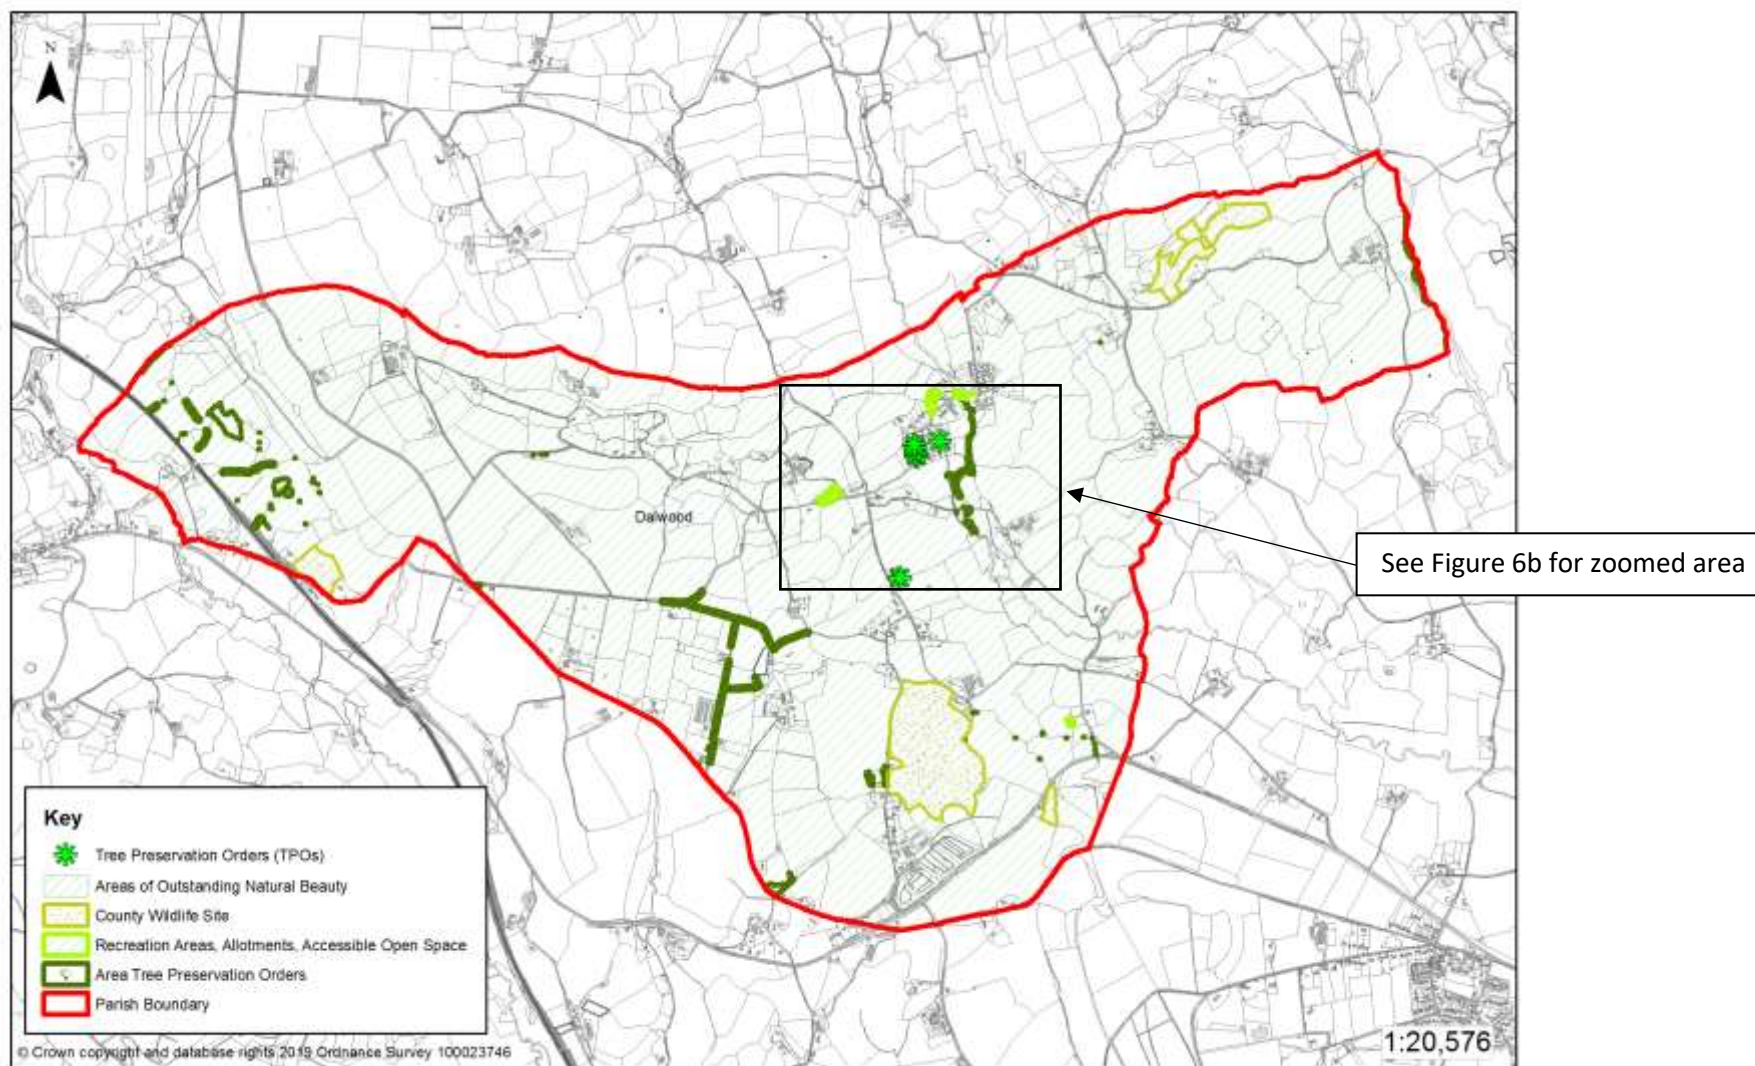 N
Dalwood
See Figure 6b for zoomed area
Key
Tree Preservation Orders (TPOs)
Areas of Outstanding Natural Beauty
County Wildlife Site
Recreation Areas, Allotments, Accessible Open Space
Area Tree Preservation Orders
Parish Boundary
© Crown copyright and database rights 2019 Ordnance Survey 100023746
1:20,576